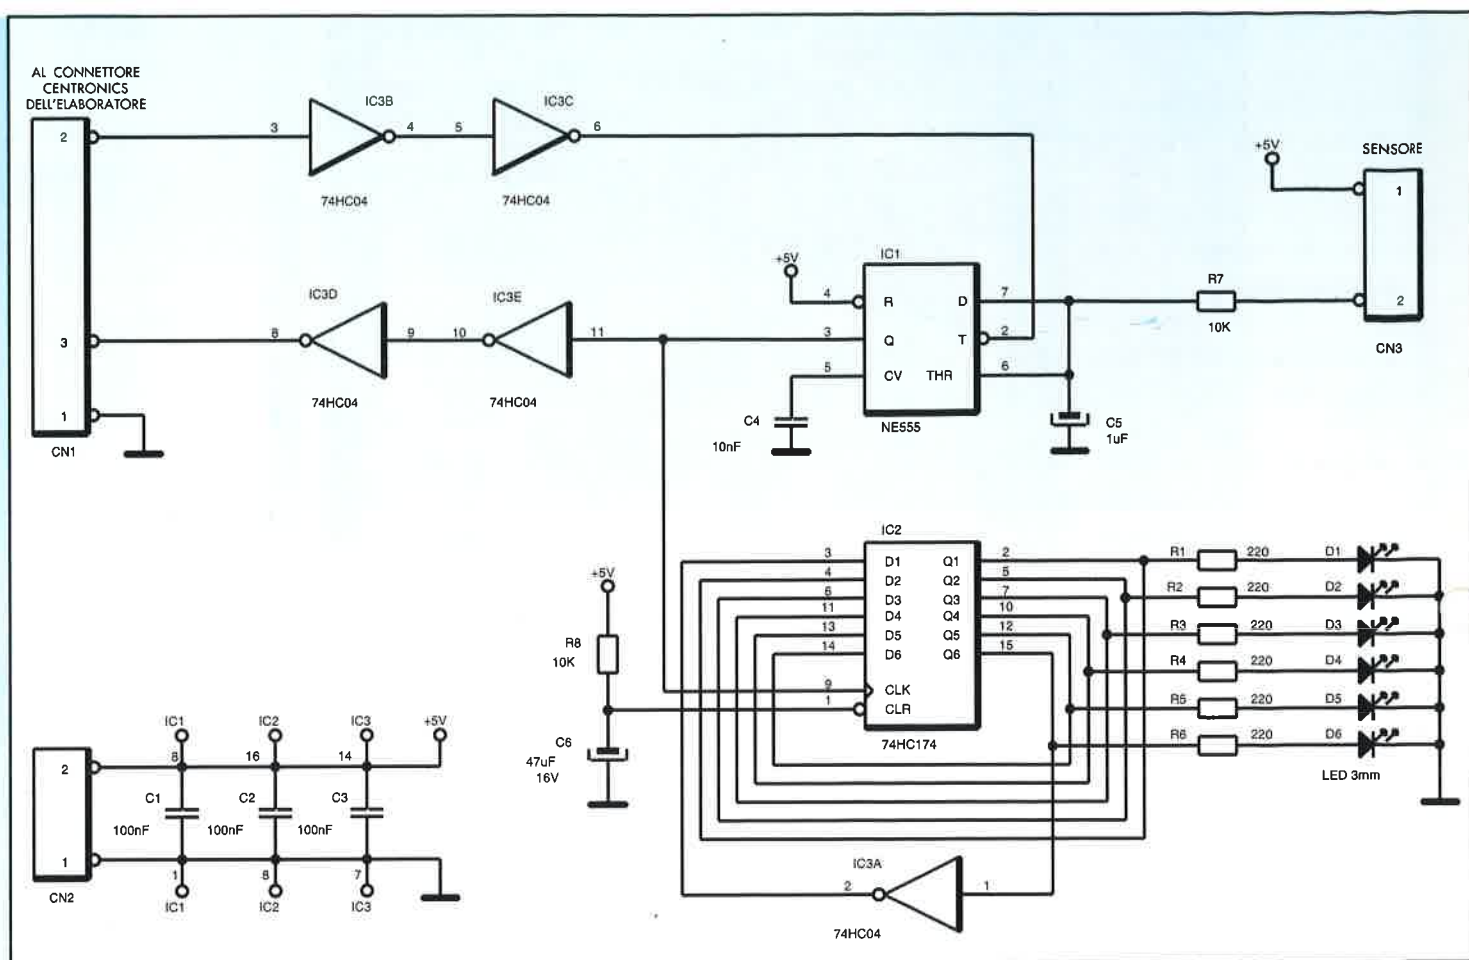 AL CONNETTORE
CENTRONICS
DELL'ELABORATORE
2
3
1
CN1
IC3B
3
4
74HC04
IC3C
5
6
74HC04
IC3D
8
9
74HC04
IC3E
10
11
74HC04
+5V
IC1
4
R
D
7
3
Q
T
2
5
CV
THR
6
NE555
C4
10nF
C5
1uF
R7
10K
+5V
SENSORE
1
2
CN3
IC2
3
D1
Q1
2
4
D2
Q2
5
6
D3
Q3
7
11
D4
Q4
10
13
D5
Q5
12
14
D6
Q6
15
9
CLK
1
CLR
74HC174
R1
220
D1
R2
220
D2
R3
220
D3
R4
220
D4
R5
220
D5
R6
220
D6
LED 3mm
+5V
R8
10K
C6
47uF
16V
IC3A
2
1
74HC04
IC1
IC2
IC3
+5V
8
16
14
2
C1
C2
C3
100nF
100nF
100nF
1
1
8
7
IC1
IC2
IC3
CN2